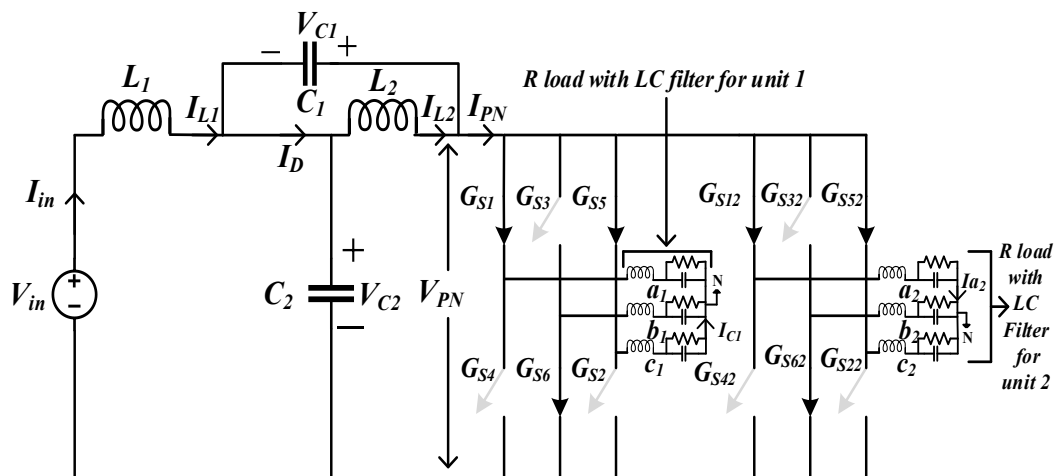 V_C1
− +
L_1
L_2
C_1
R load with LC filter for unit 1
I_L1
I_L2
I_PN
I_D
I_in
G_S1
G_S3
G_S5
G_S12
G_S32
G_S52
+
−
V_in
C_2
+
V_C2
−
V_PN
N
a_1
b_1
I_C1
c_1
a_2
Ia_2
b_2
N
c_2
R load
with
LC
Filter
for
unit 2
G_S4
G_S6
G_S2
G_S42
G_S62
G_S22